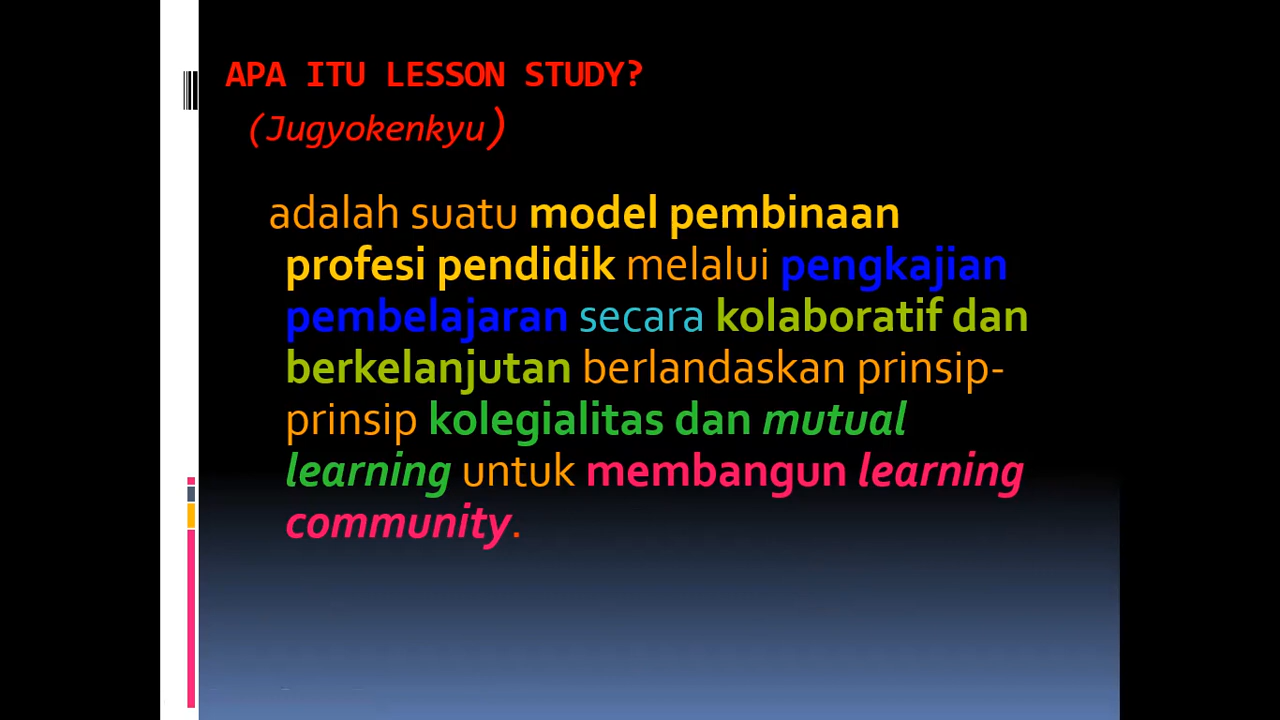 APA ITU LESSON STUDY?
(Jugyokenkyu)
adalah suatu model pembinaan
profesi pendidik melalui pengkajian
pembelajaran secara kolaboratif dan
berkelanjutan berlandaskan prinsip-
prinsip kolegialitas dan mutual
learning untuk membangun learning
community.